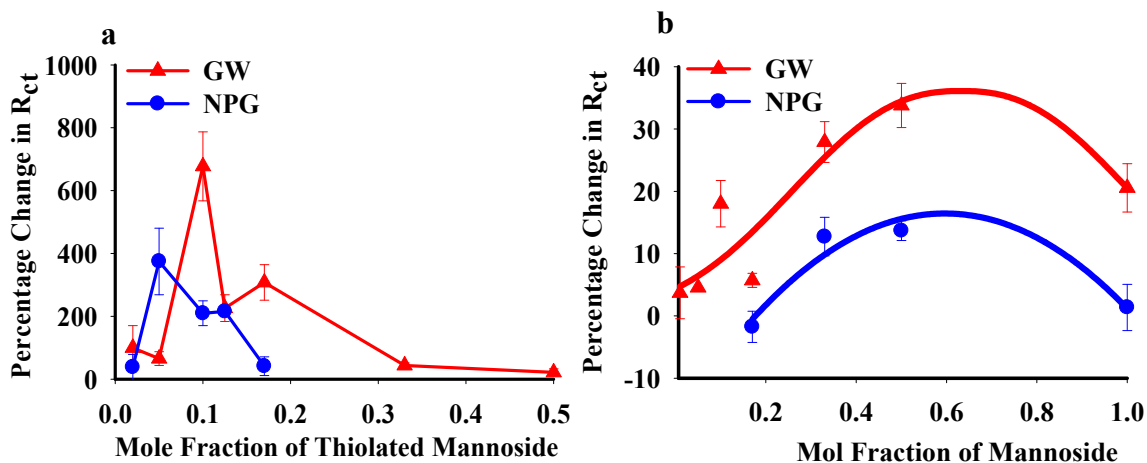 a
GW
NPG
Percentage Change in Rct
1000
800
600
400
200
0
0.0 0.1 0.2 0.3 0.4 0.5
Mole Fraction of Thiolated Mannoside
b
GW
NPG
Percentage Change in Rct
40
30
20
10
0
-10
0.2 0.4 0.6 0.8 1.0
Mol Fraction of Mannoside